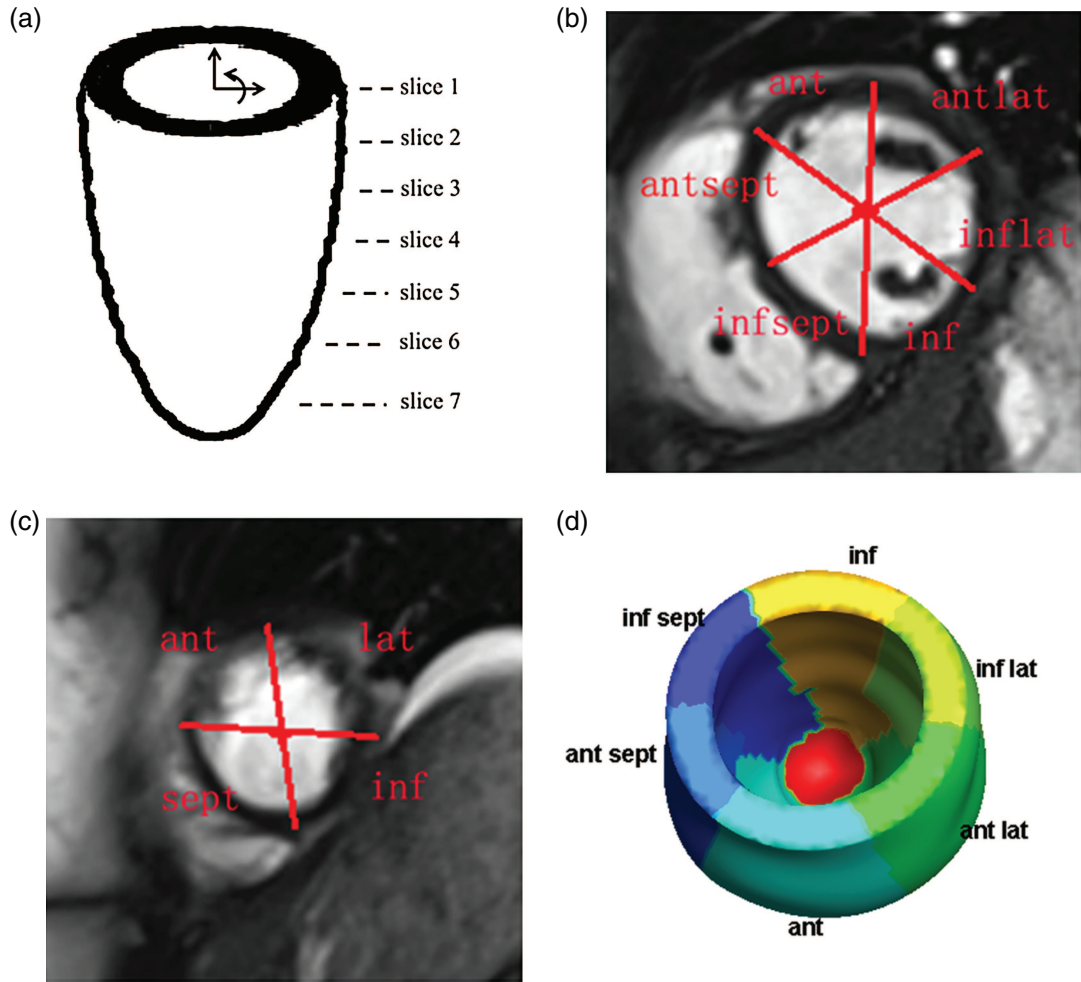 (a)
slice 1
slice 2
slice 3
slice 4
slice 5
slice 6
slice 7
(b)
ant
antlat
antsept
inflat
infsept
inf
(c)
ant
lat
sept
inf
(d)
inf
inf sept
inf lat
ant sept
ant lat
ant